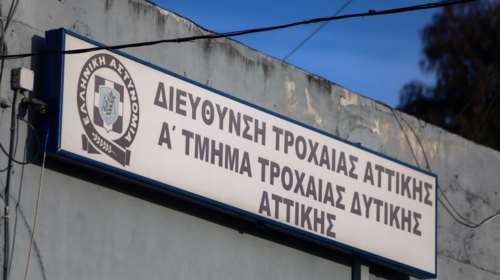 ΕΛΛΗΝΙΚΗ ΑΣΤΥΝΟΜΙΑ
ΔΙΕΥΘΥΝΣΗ ΤΡΟΧΑΙΑΣ ΑΤΤΙΚΗΣ
Α΄ ΤΜΗΜΑ ΤΡΟΧΑΙΑΣ ΔΥΤΙΚΗΣ
ΑΤΤΙΚΗΣ